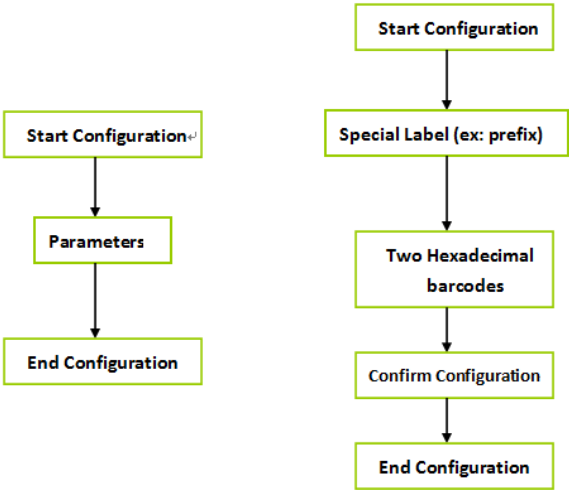 Start Configuration↵
Parameters
End Configuration
Start Configuration
Special Label (ex: prefix)
Two Hexadecimal
barcodes
Confirm Configuration
End Configuration